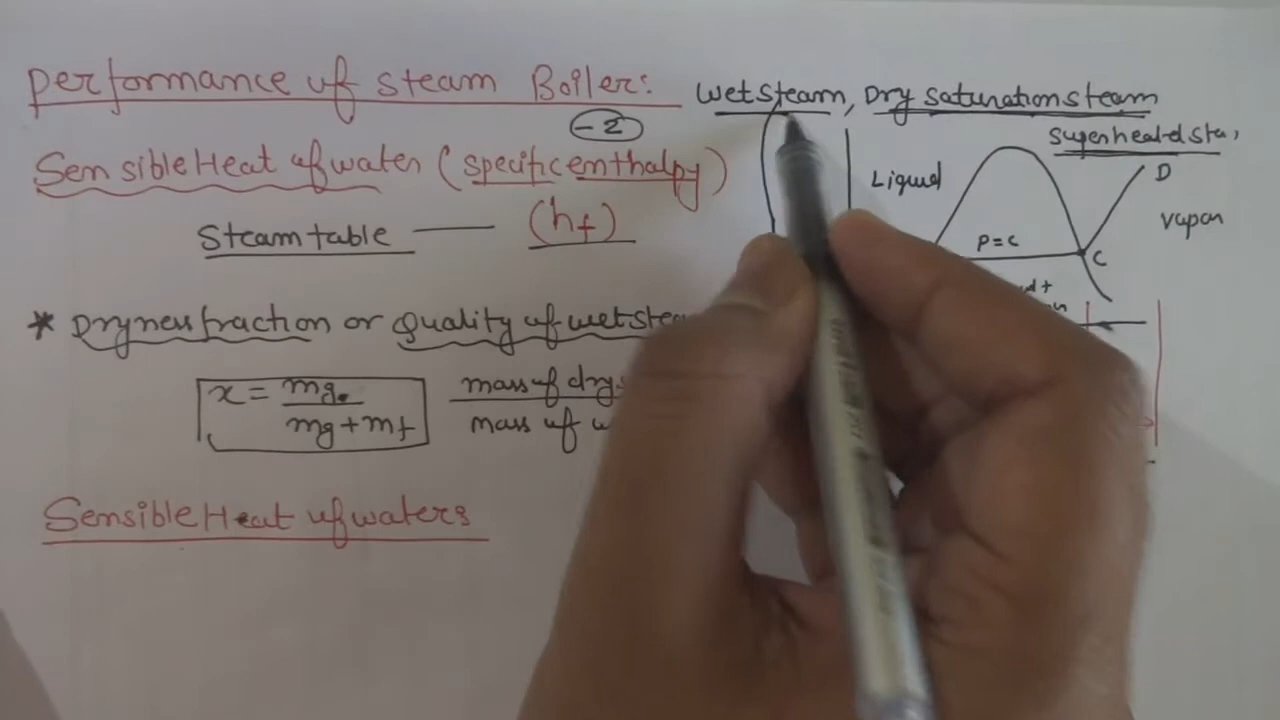 Performance of steam Boiler:
-2
wet steam, Dry saturation steam
Superheated
Sensible Heat of water (specific enthalpy)
Liquid
D
vapour
Steam table — (hf)
P=C
C
* Dryness fraction or Quality of wet
x = mg / mg+mf
mass of dry
mass of
Sensible Heat of waters